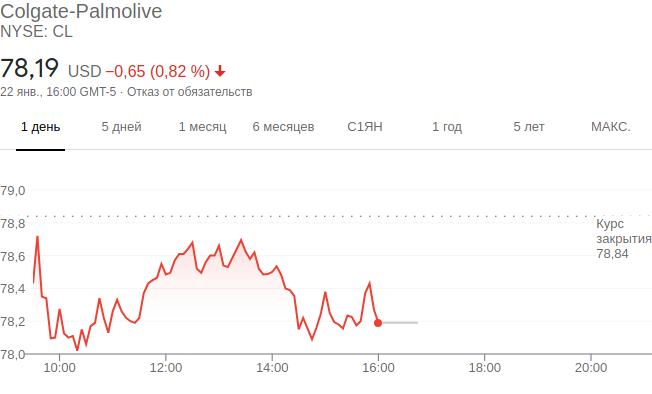 Colgate-Palmolive
NYSE: CL
78,19 USD −0,65 (0,82 %)
22 янв., 16:00 GMT-5 · Отказ от обязательств
1 день 5 дней 1 месяц 6 месяцев С1ЯН 1 год 5 лет МАКС.
79,0
78,8
Курс
закрытия
78,84
78,6
78,4
78,2
78,0
10:00 12:00 14:00 16:00 18:00 20:00